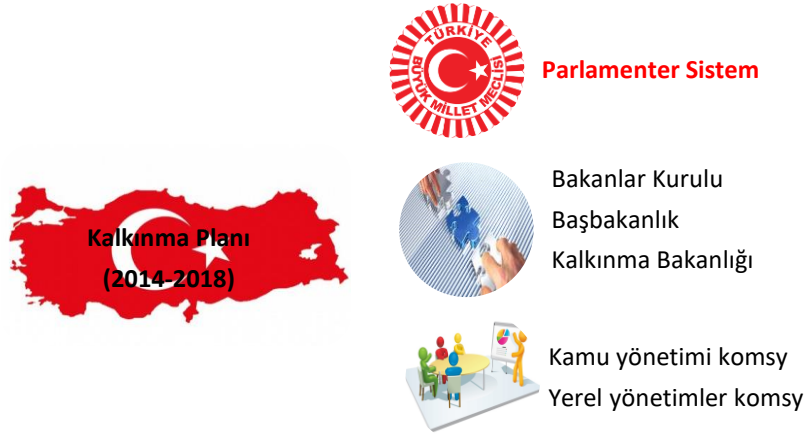 TÜRKİYE
BÜYÜK MİLLET MECLİSİ
Parlamenter Sistem
Bakanlar Kurulu
Başbakanlık
Kalkınma Bakanlığı
Kalkınma Planı
(2014-2018)
Kamu yönetimi komsy
Yerel yönetimler komsy